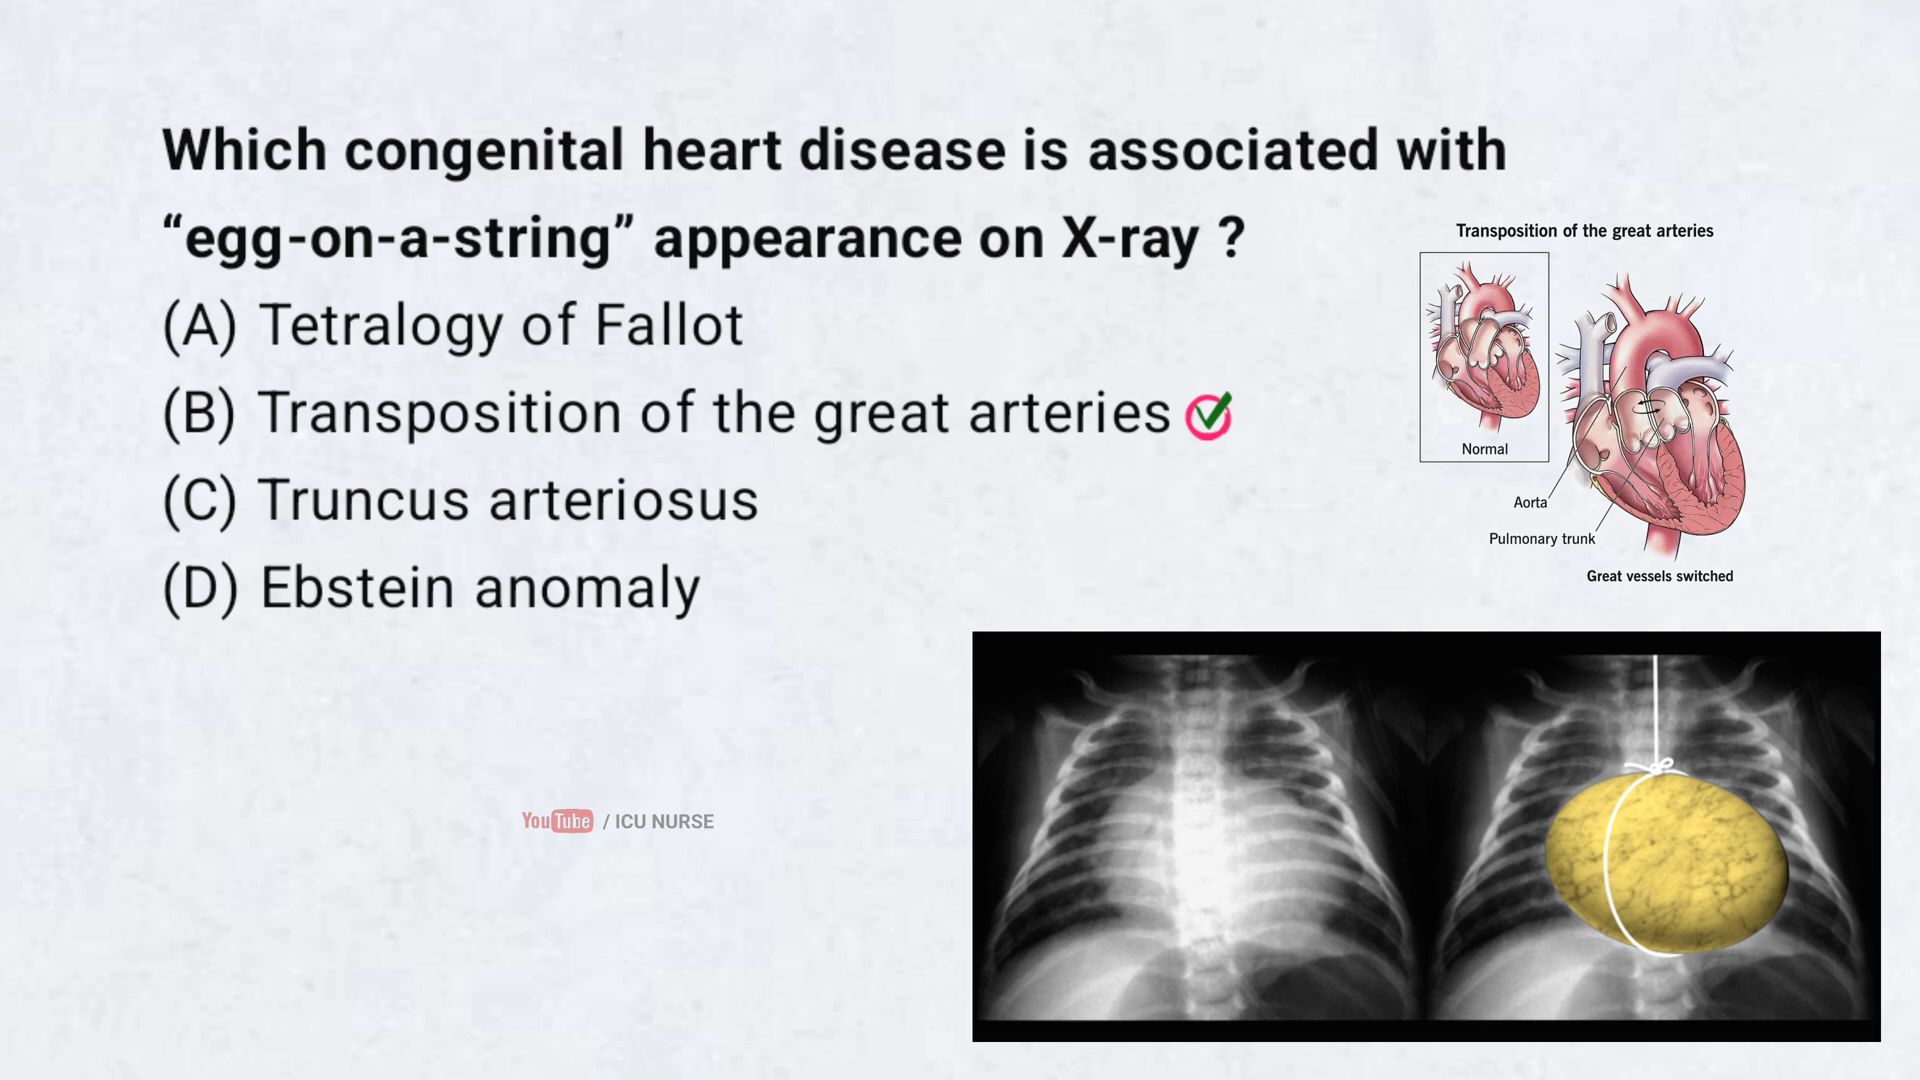 Which congenital heart disease is associated with
“egg-on-a-string” appearance on X-ray ?
(A) Tetralogy of Fallot
(B) Transposition of the great arteries
(C) Truncus arteriosus
(D) Ebstein anomaly
Transposition of the great arteries
Normal
Aorta
Pulmonary trunk
Great vessels switched
YouTube / ICU NURSE